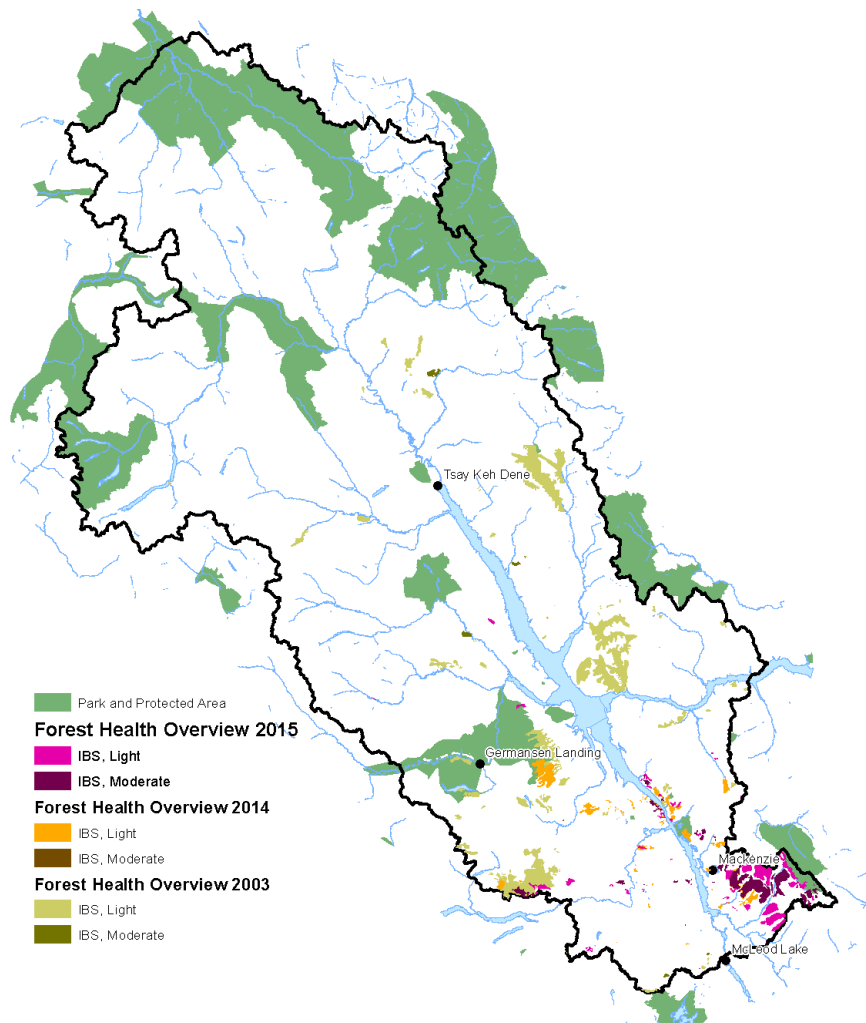 Tsay Keh Dene
Park and Protected Area
Forest Health Overview 2015
IBS, Light
IBS, Moderate
Forest Health Overview 2014
IBS, Light
IBS, Moderate
Forest Health Overview 2003
IBS, Light
IBS, Moderate
Germansen Landing
Mackenzie
McLeod Lake